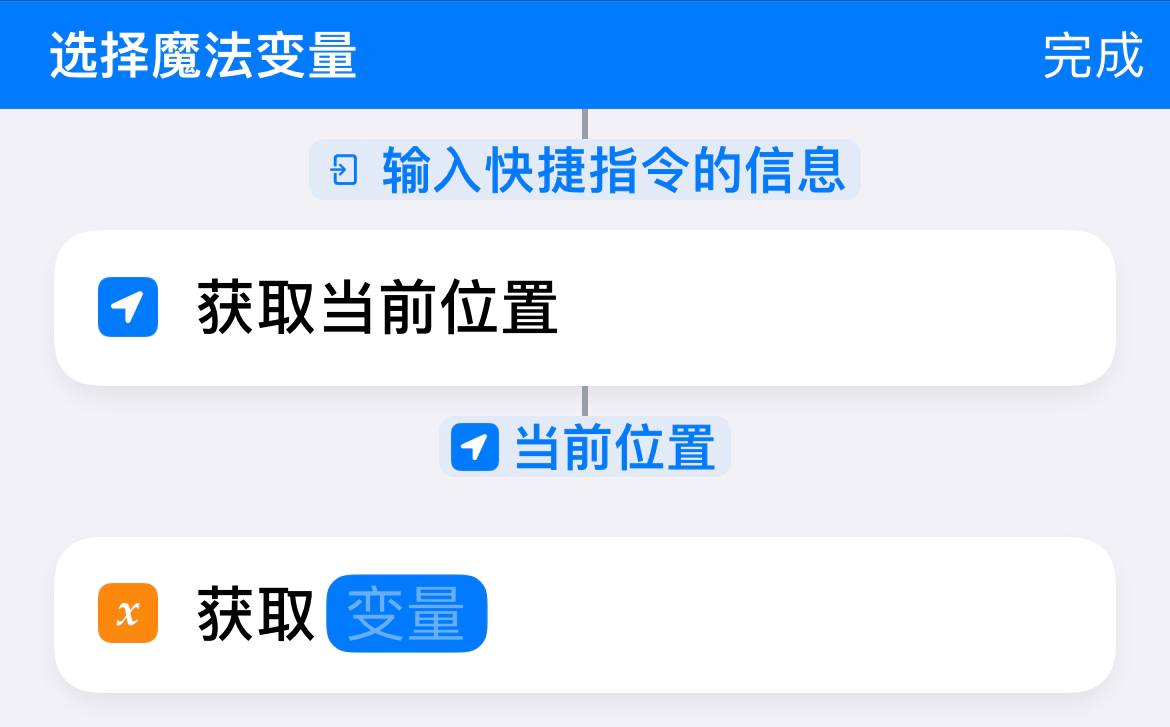 选择魔法变量 完成
输入快捷指令的信息
获取当前位置
当前位置
x 获取 变量